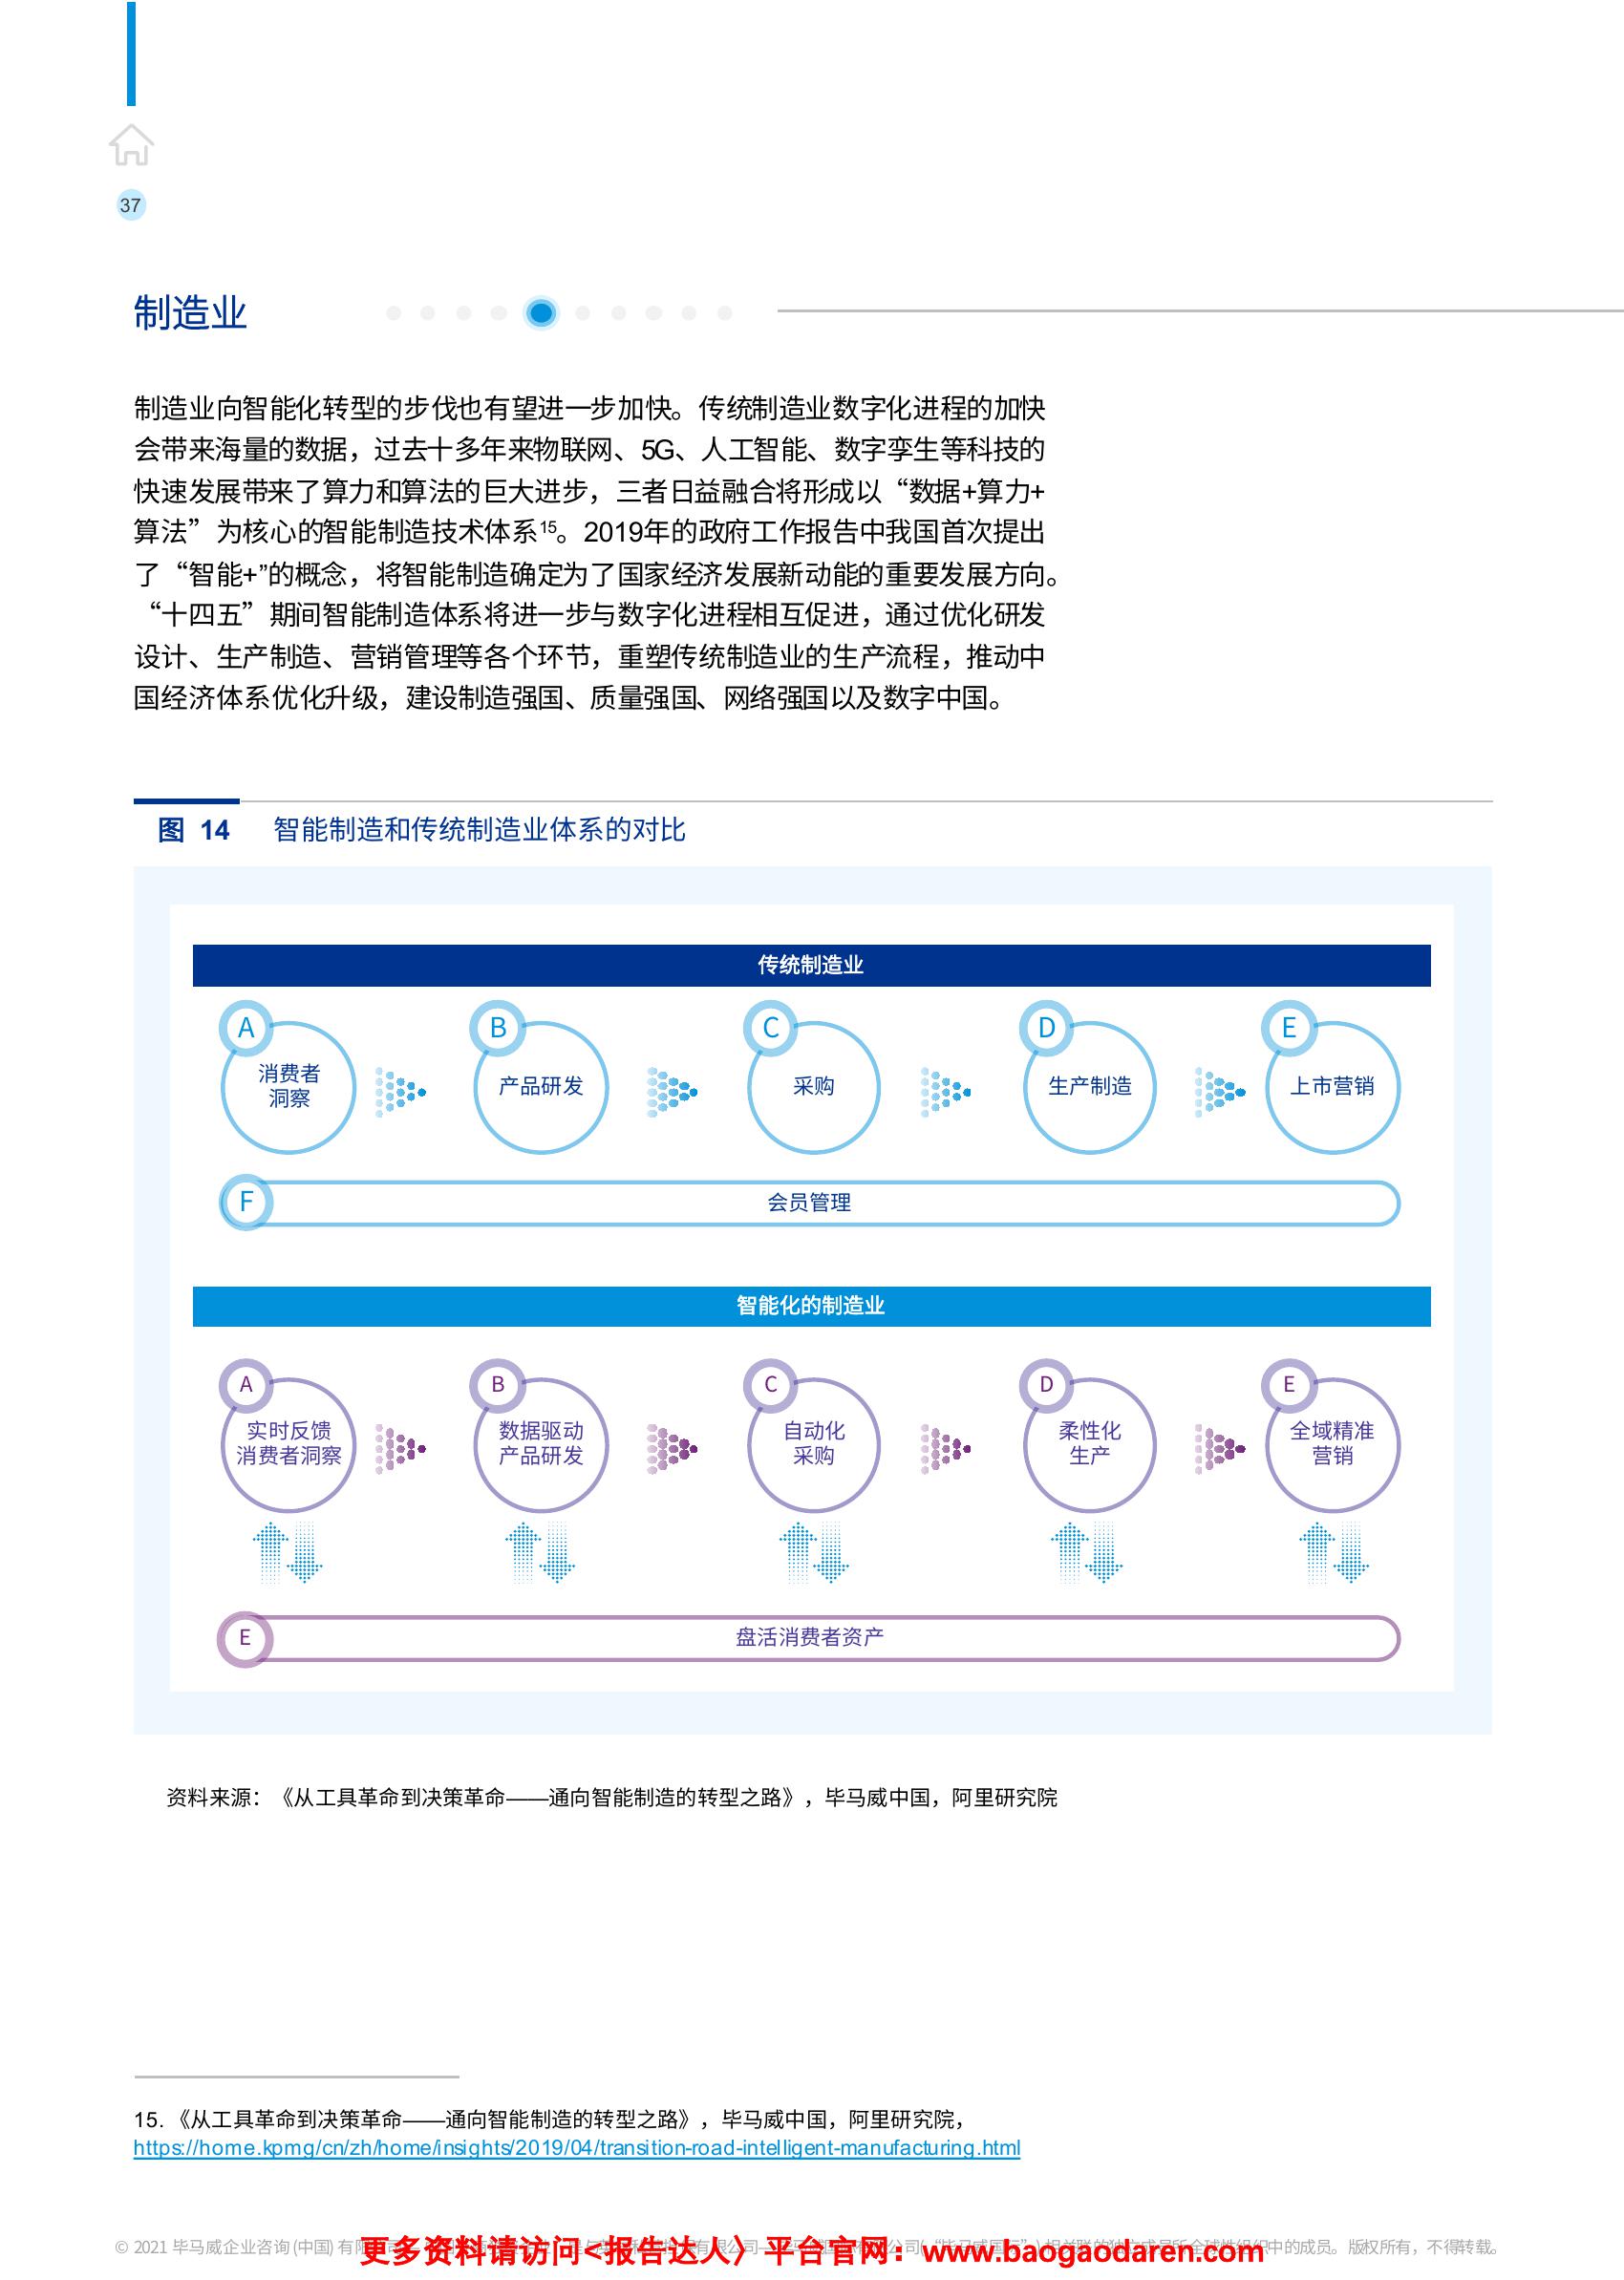 37
制造业
制造业向智能化转型的步伐也有望进一步加快。传统制造业数字化进程的加快
会带来海量的数据，过去十多年来物联网、5G、人工智能、数字孪生等科技的
快速发展带来了算力和算法的巨大进步，三者日益融合将形成以“数据+算力+
算法”为核心的智能制造技术体系15。2019年的政府工作报告中我国首次提出
了“智能+”的概念，将智能制造确定为了国家经济发展新动能的重要发展方向。
“十四五”期间智能制造体系将进一步与数字化进程相互促进，通过优化研发
设计、生产制造、营销管理等各个环节，重塑传统制造业的生产流程，推动中
国经济体系优化升级，建设制造强国、质量强国、网络强国以及数字中国。
图 14 智能制造和传统制造业体系的对比
传统制造业
A
消费者
洞察
B
产品研发
C
采购
D
生产制造
E
上市营销
F
会员管理
智能化的制造业
A
实时反馈
消费者洞察
B
数据驱动
产品研发
C
自动化
采购
D
柔性化
生产
E
全域精准
营销
E
盘活消费者资产
资料来源：《从工具革命到决策革命——通向智能制造的转型之路》，毕马威中国，阿里研究院
15. 《从工具革命到决策革命——通向智能制造的转型之路》，毕马威中国，阿里研究院，
https://home.kpmg/cn/zh/home/insights/2019/04/transition-road-intelligent-manufacturing.html
© 2021 毕马威企业咨询(中国) 有限
中的成员。版权所有，不得转载。
更多资料请访问<报告达人〉平台官网：www.baogaodaren.com